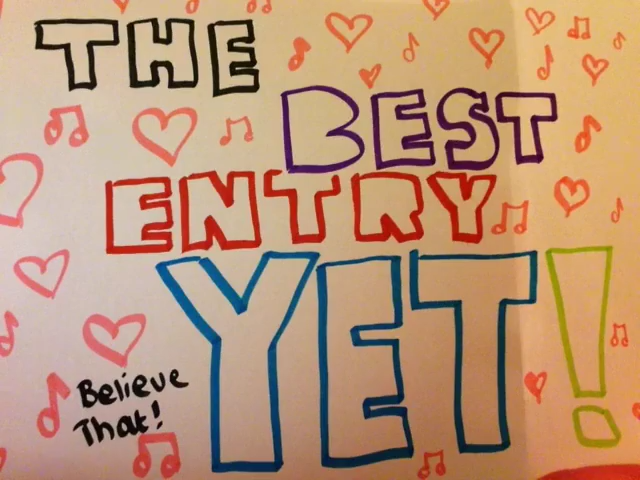 THE
BEST
ENTRY
YET!
Believe
That!